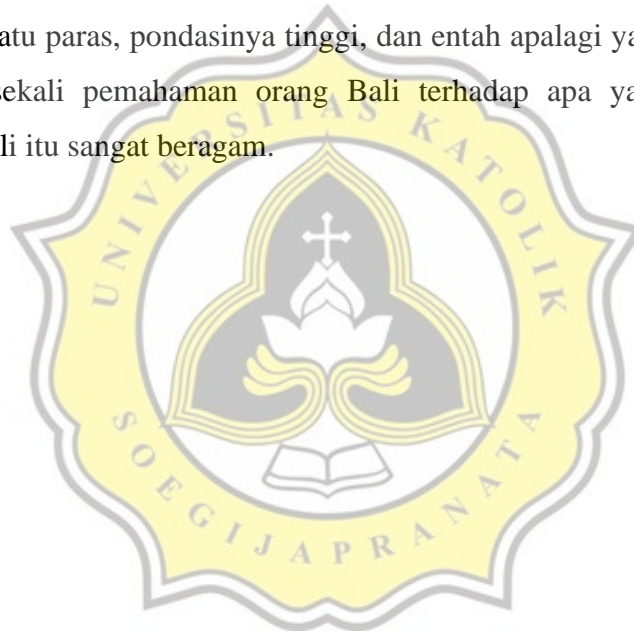 atu paras, pondasinya tinggi, dan entah apalagi ya
sekali pemahaman orang Bali terhadap apa ya
li itu sangat beragam.
UNIVERSITAS KATOLIK
SOEGIJAPRANATA